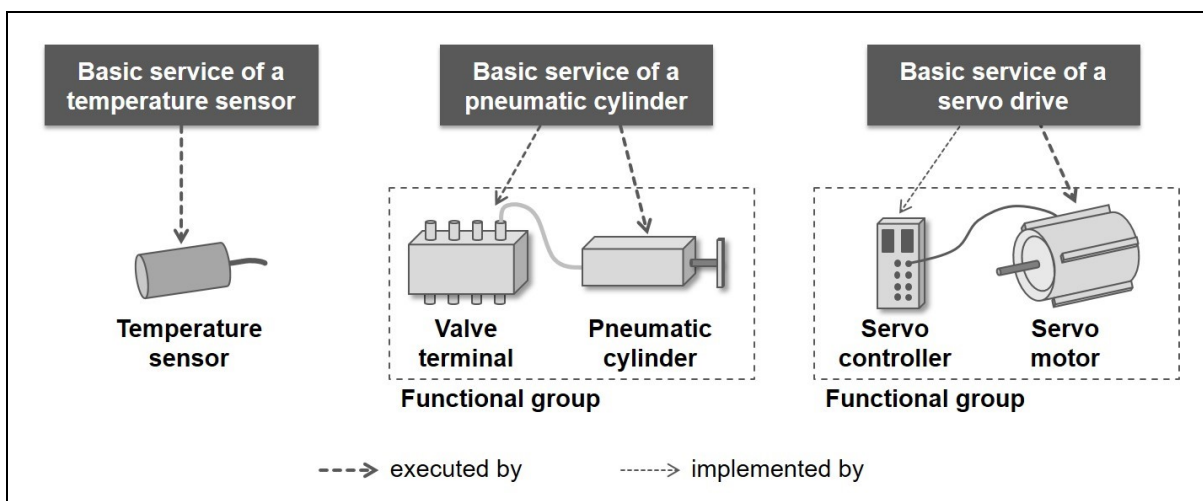 Basic service of a
temperature sensor
Basic service of a
pneumatic cylinder
Basic service of a
servo drive
Temperature
sensor
Valve
terminal
Pneumatic
cylinder
Servo
controller
Servo
motor
Functional group
Functional group
executed by
implemented by